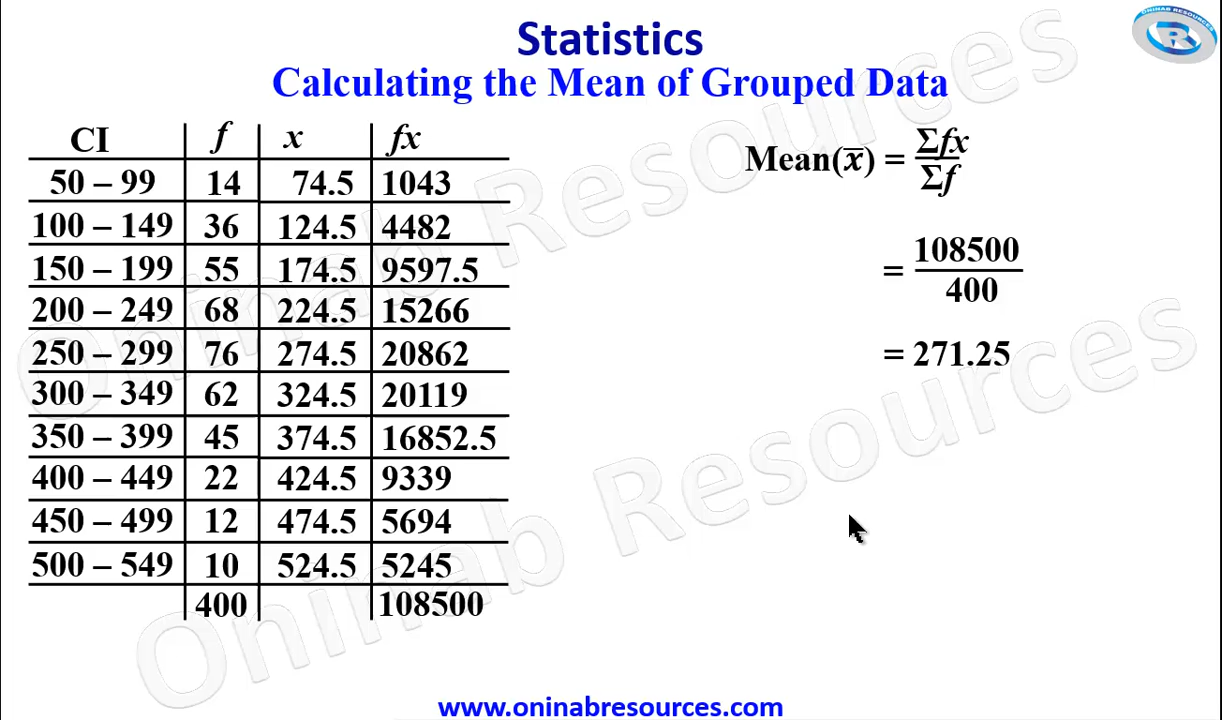 Statistics
Calculating the Mean of Grouped Data
ONINAB RESOURCES
R
CI f x fx
50 – 99 14 74.5 1043
100 – 149 36 124.5 4482
150 – 199 55 174.5 9597.5
200 – 249 68 224.5 15266
250 – 299 76 274.5 20862
300 – 349 62 324.5 20119
350 – 399 45 374.5 16852.5
400 – 449 22 424.5 9339
450 – 499 12 474.5 5694
500 – 549 10 524.5 5245
400 108500
Mean(x̅) = Σfx
Σf
= 108500
400
= 271.25
Oninab Resources
Oninab Resources
www.oninabresources.com